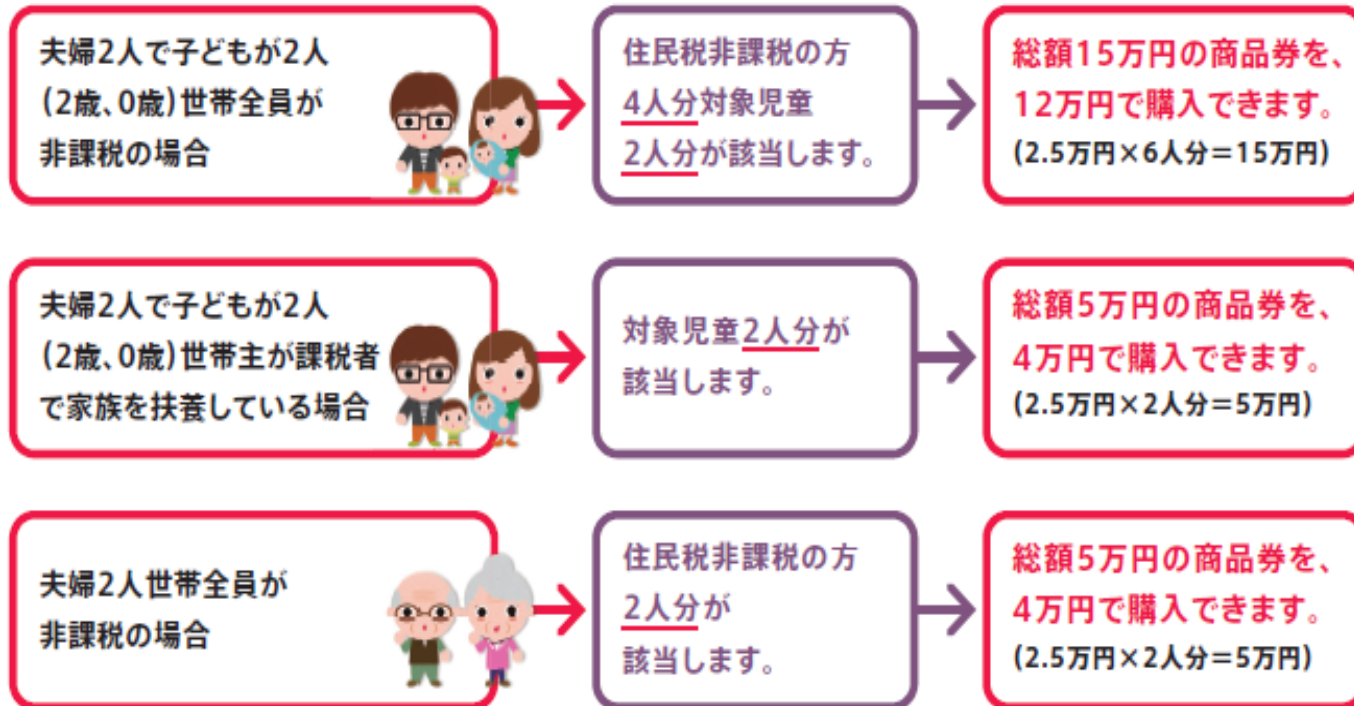 夫婦2人で子どもが2人
(2歳、0歳)世帯全員が
非課税の場合
住民税非課税の方
4人分対象児童
2人分が該当します。
総額15万円の商品券を、
12万円で購入できます。
(2.5万円×6人分=15万円)
夫婦2人で子どもが2人
(2歳、0歳)世帯主が課税者
で家族を扶養している場合
対象児童2人分が
該当します。
総額5万円の商品券を、
4万円で購入できます。
(2.5万円×2人分=5万円)
夫婦2人世帯全員が
非課税の場合
住民税非課税の方
2人分が
該当します。
総額5万円の商品券を、
4万円で購入できます。
(2.5万円×2人分=5万円)